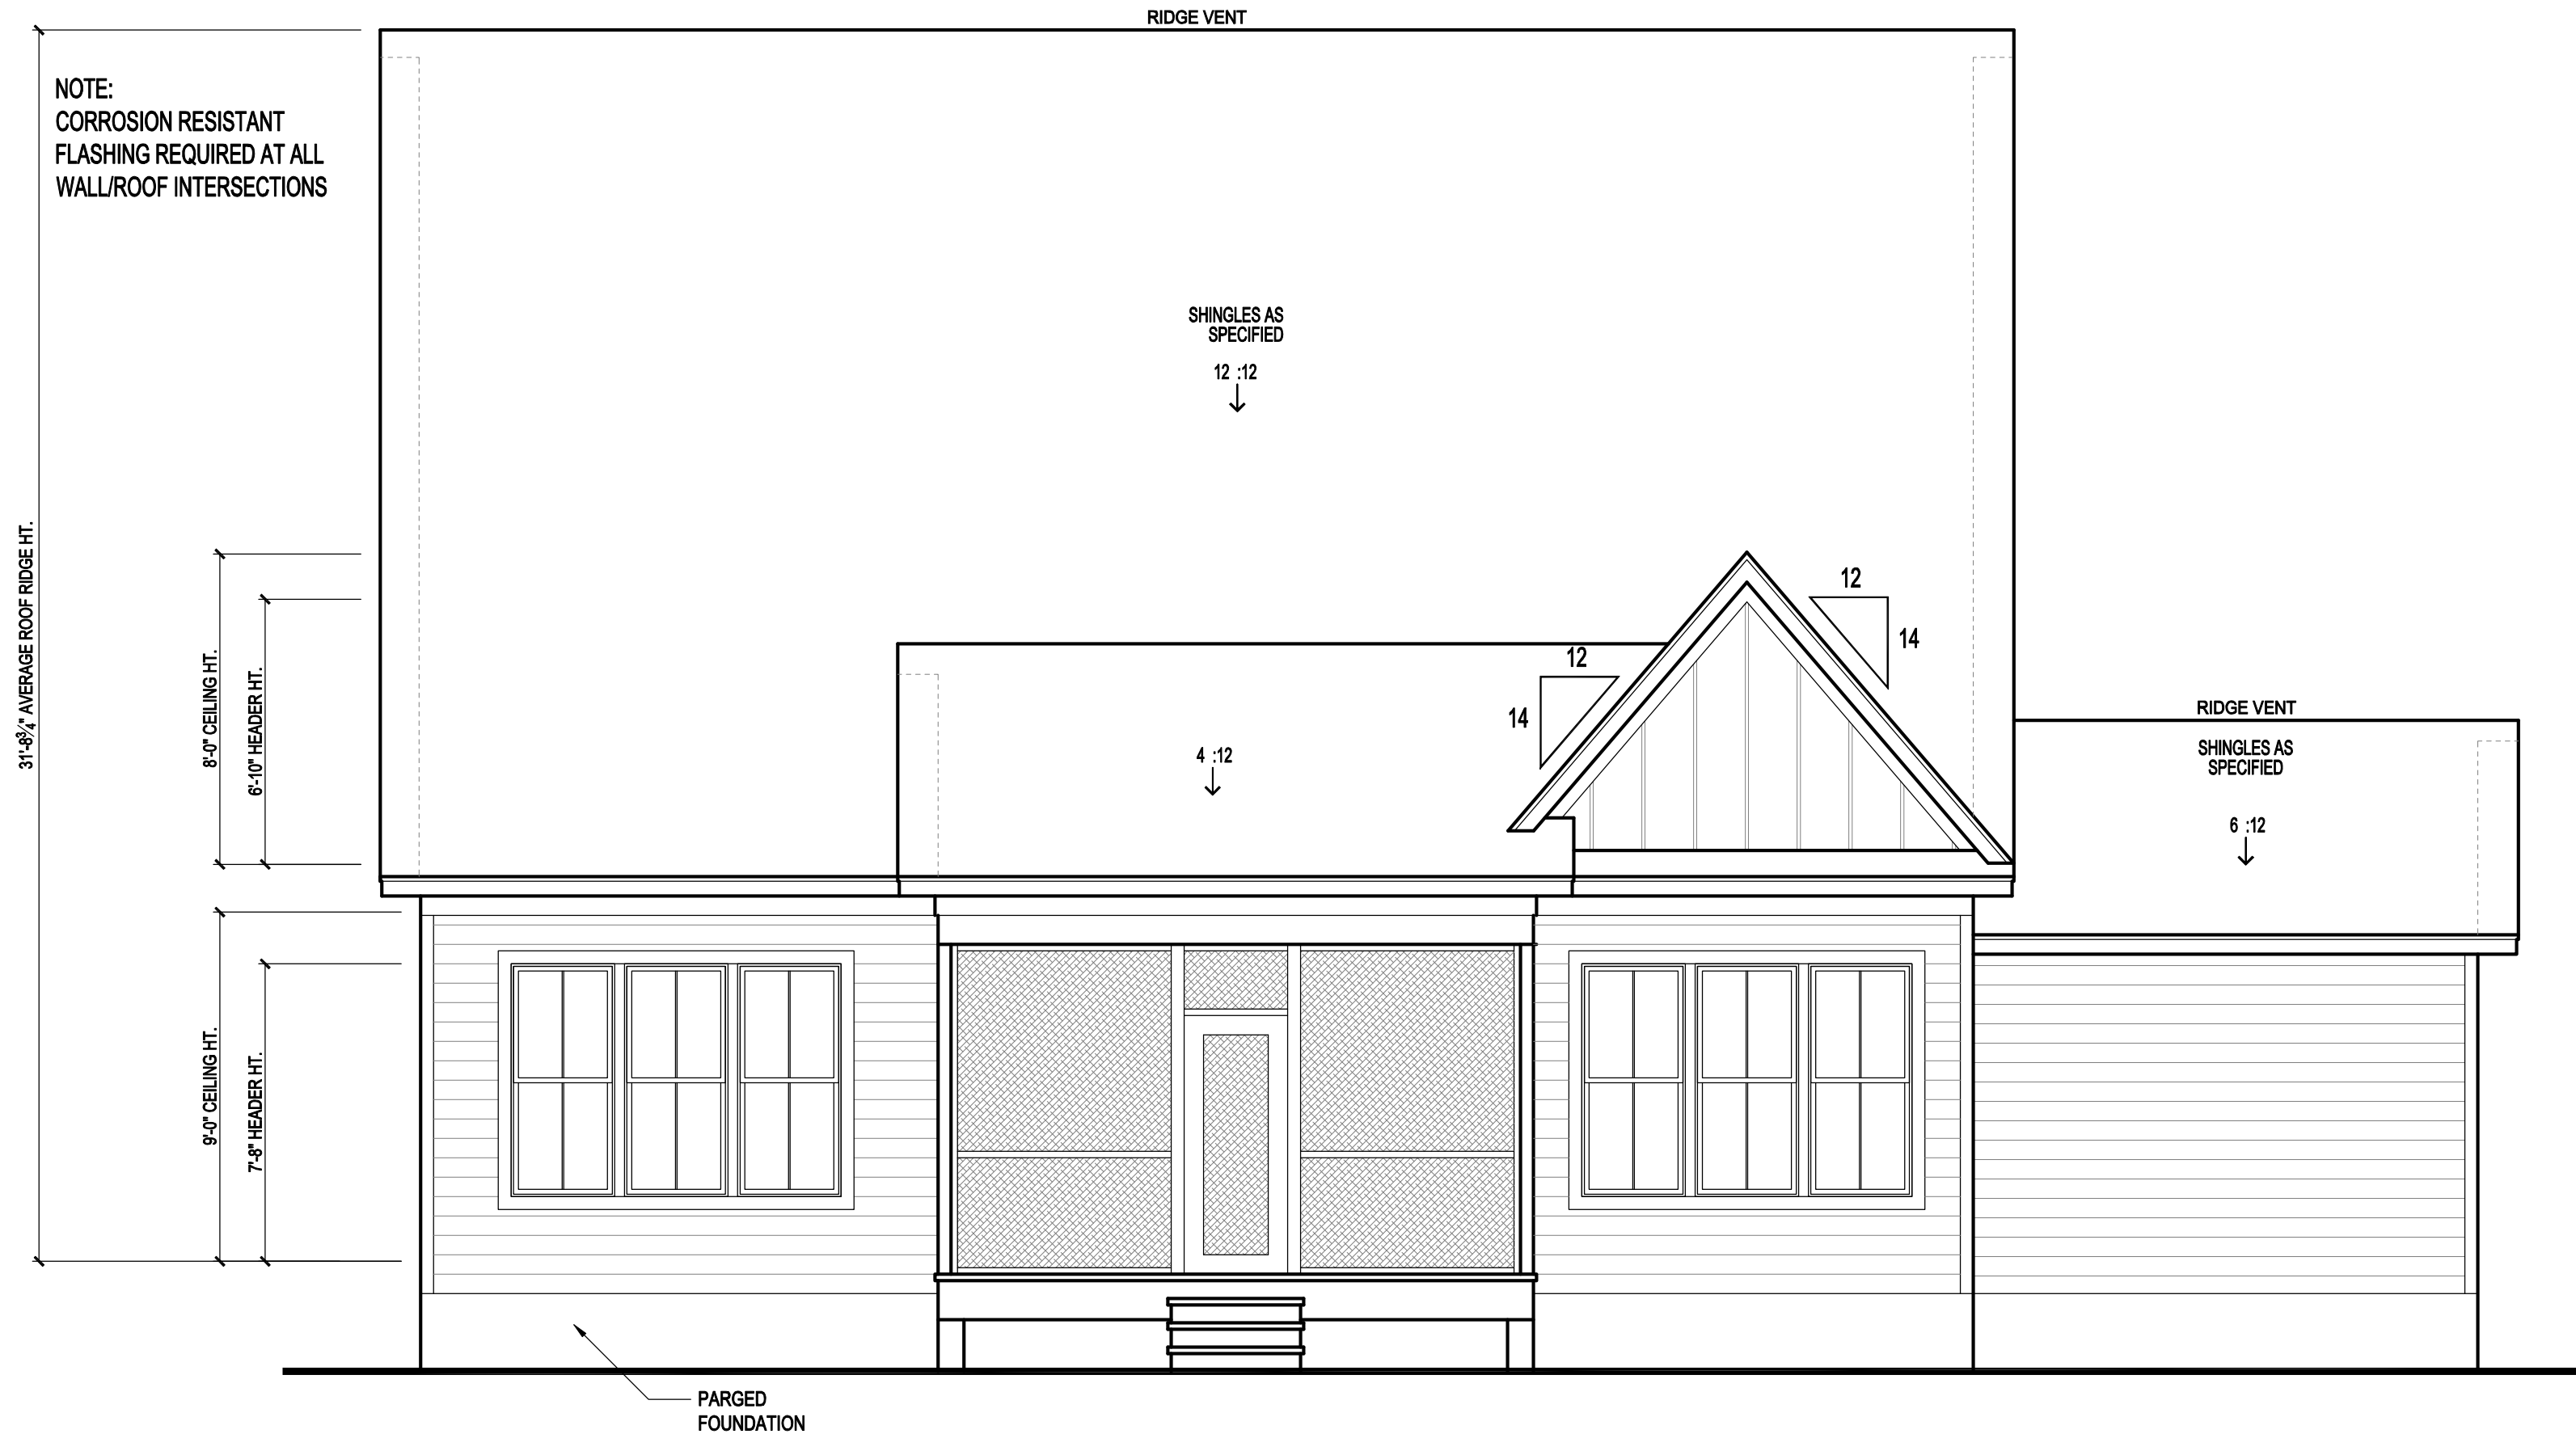 RIDGE VENT
NOTE:
CORROSION RESISTANT
FLASHING REQUIRED AT ALL
WALL/ROOF INTERSECTIONS
SHINGLES AS
SPECIFIED
12 :12
31'-8¾" AVERAGE ROOF RIDGE HT.
8'-0" CEILING HT.
6'-10" HEADER HT.
12
14
12
14
4 :12
RIDGE VENT
SHINGLES AS
SPECIFIED
6 :12
9'-0" CEILING HT.
7'-8" HEADER HT.
PARGED
FOUNDATION